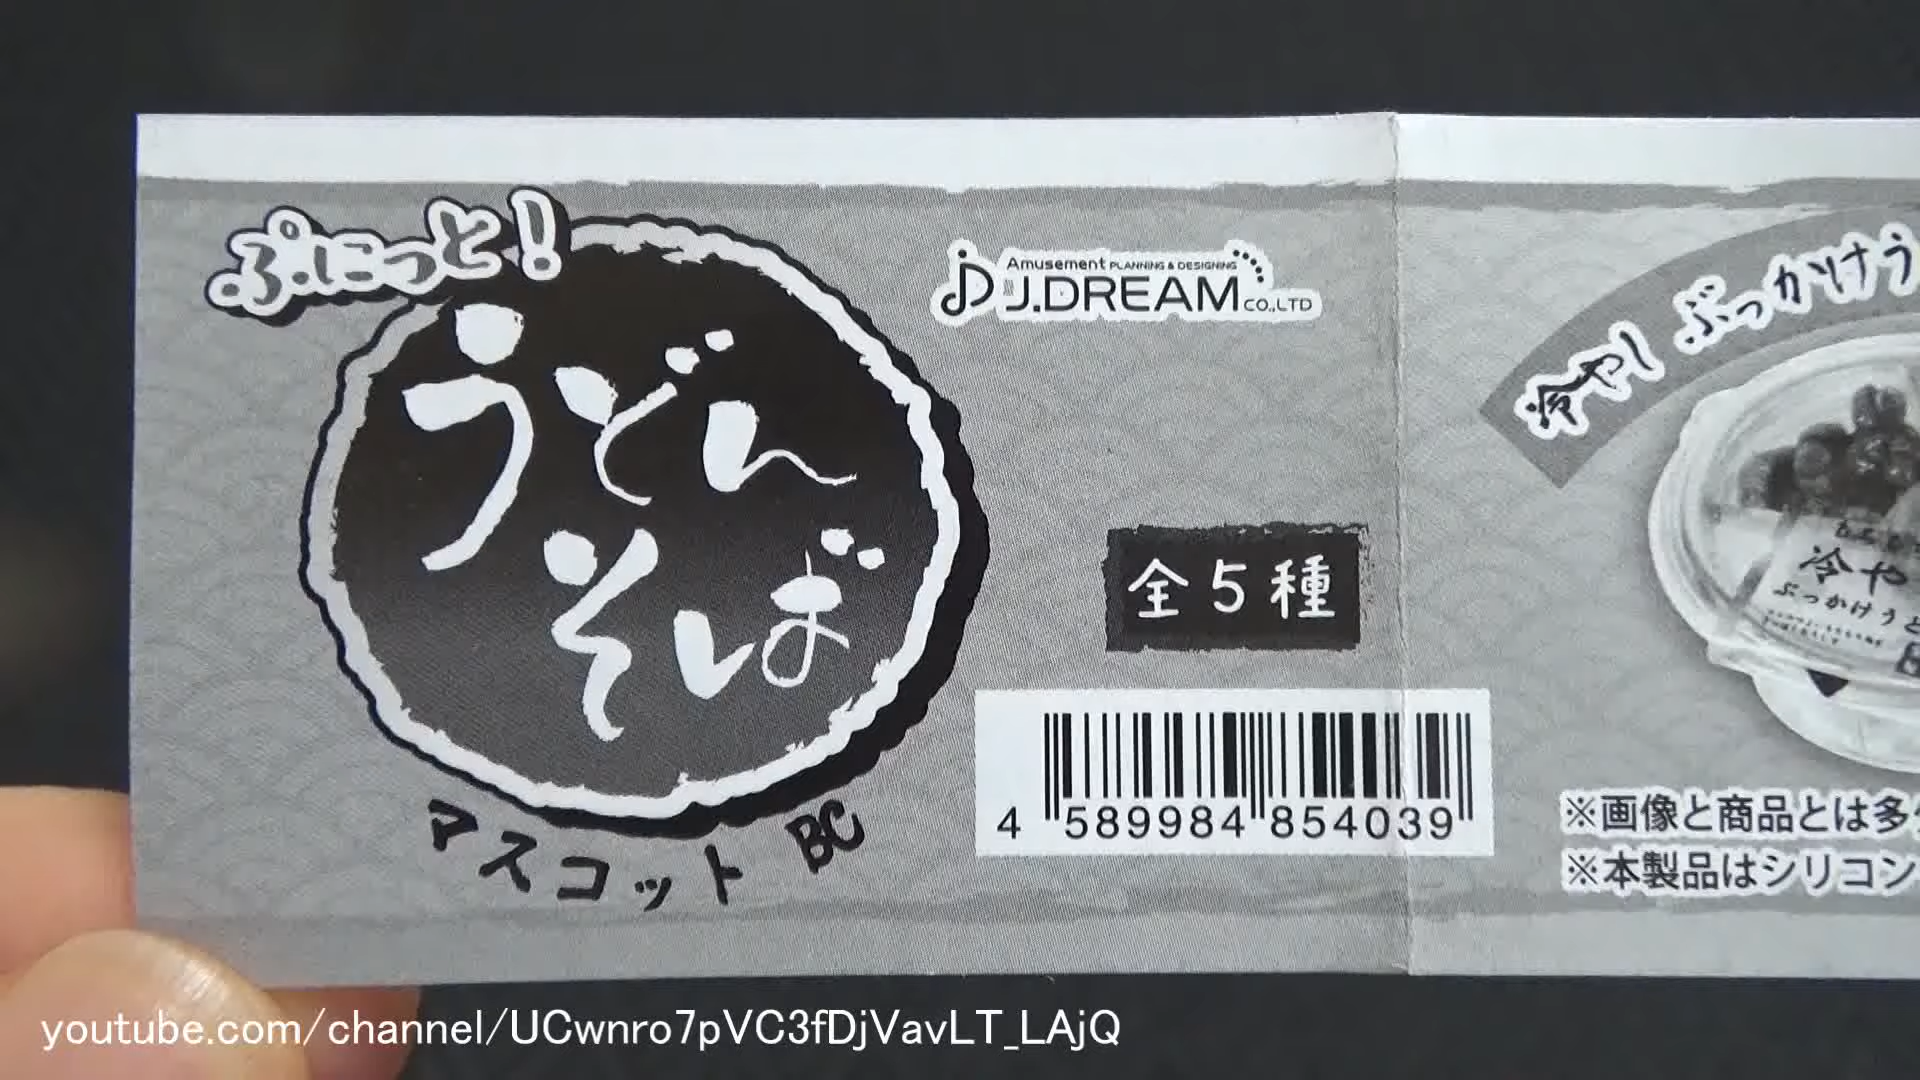 ぷにっと!
うどん
そば
マスコット BC
Amusement PLANNING & DESIGNING
J.DREAM CO.,LTD
全5種
4 589984 854039
冷やし ぶっかけう
冷や
ぶっかけうど
※画像と商品とは多
※本製品はシリコン
youtube.com/channel/UCwnro7pVC3fDjVavLT_LAjQ